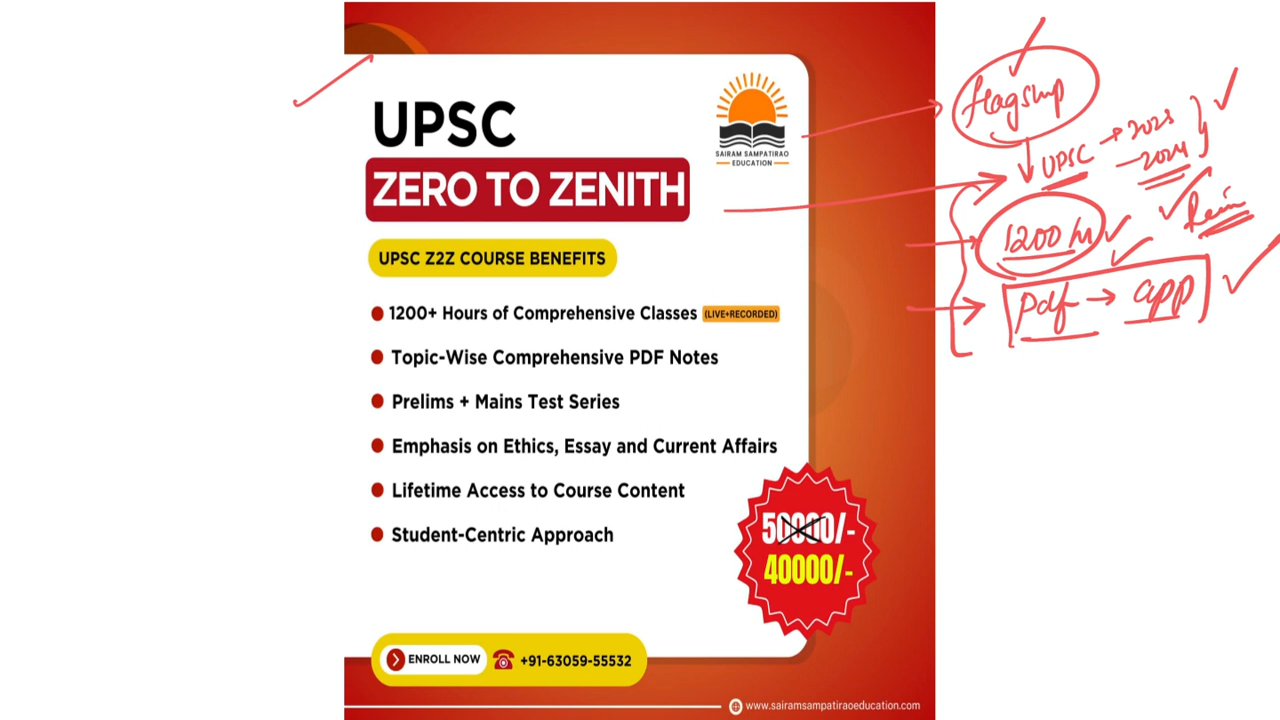 UPSC
ZERO TO ZENITH
SAIRAM SAMPATIRAO
EDUCATION
UPSC Z2Z COURSE BENEFITS
1200+ Hours of Comprehensive Classes (LIVE+RECORDED)
Topic-Wise Comprehensive PDF Notes
Prelims + Mains Test Series
Emphasis on Ethics, Essay and Current Affairs
Lifetime Access to Course Content
Student-Centric Approach
50000/-
40000/-
ENROLL NOW +91-63059-55532
www.sairamsampatiraoeducation.com
flagship
UPSC → 2023
- 2024
1200 hr
Pdf → app